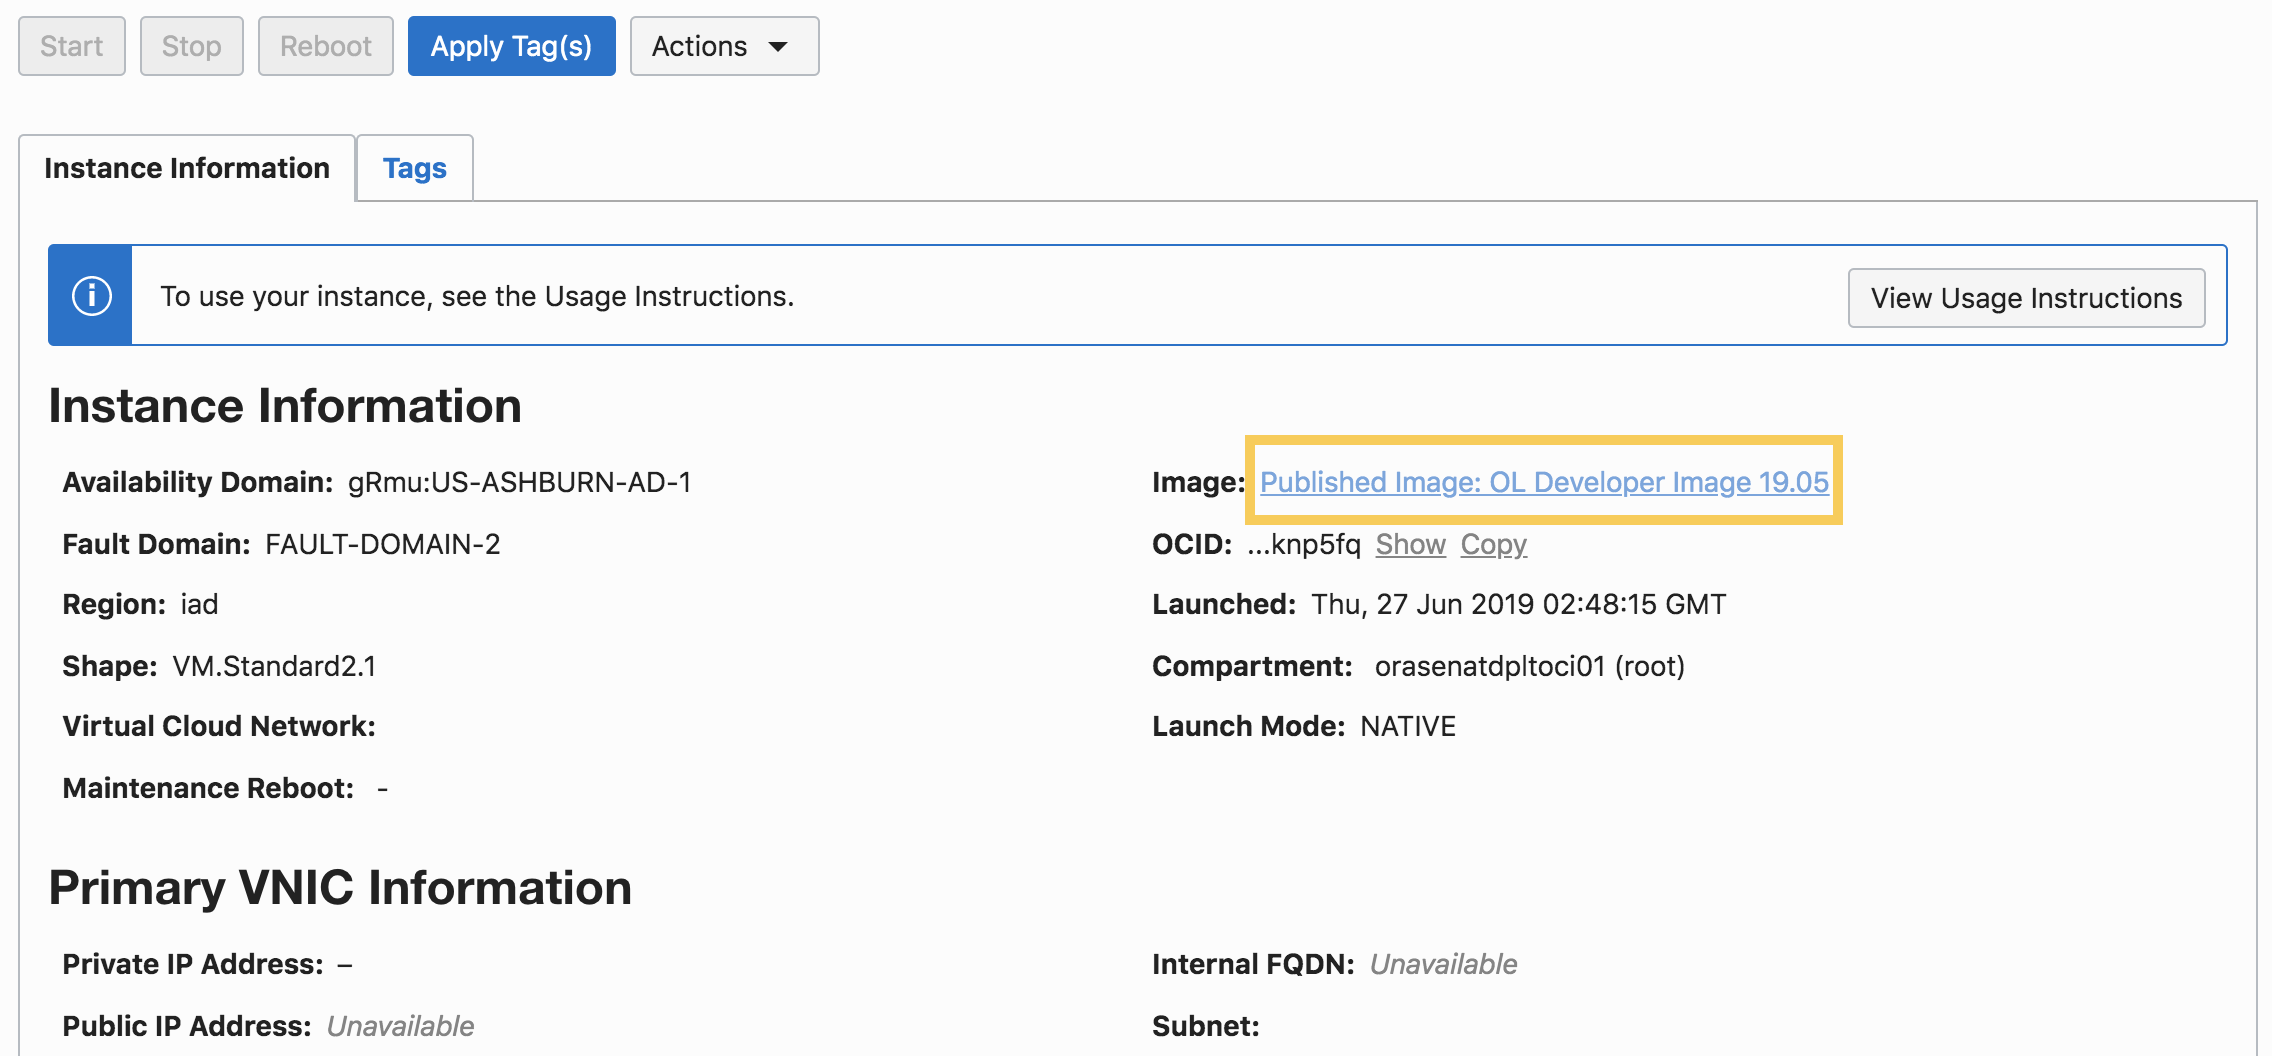 Start Stop Reboot Apply Tag(s) Actions
Instance Information Tags
To use your instance, see the Usage Instructions. View Usage Instructions
Instance Information
Availability Domain: gRmu:US-ASHBURN-AD-1
Fault Domain: FAULT-DOMAIN-2
Region: iad
Shape: VM.Standard2.1
Virtual Cloud Network:
Maintenance Reboot: -
Image: Published Image: OL Developer Image 19.05
OCID: ...knp5fq Show Copy
Launched: Thu, 27 Jun 2019 02:48:15 GMT
Compartment: orasenatdpltoci01 (root)
Launch Mode: NATIVE
Primary VNIC Information
Private IP Address: –
Public IP Address: Unavailable
Internal FQDN: Unavailable
Subnet: